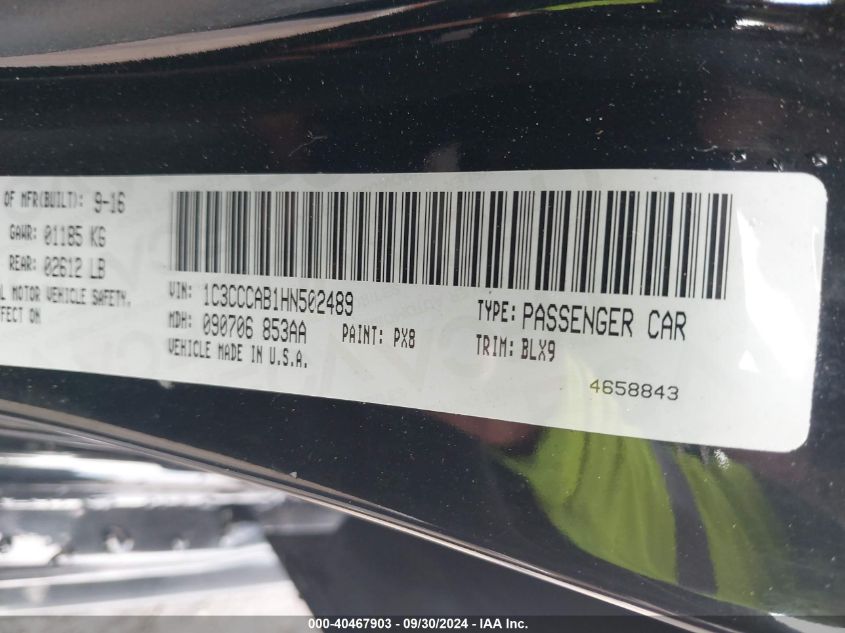 OF MFR(BUILT): 9-16
GAWR: 01185 KG
REAR: 02612 LB
L MOTOR VEHICLE SAFETY,
FFECT ON
VIN: 1C3CCCAB1HN502489
TYPE: PASSENGER CAR
MDH: 090706 853AA
PAINT: PX8
TRIM: BLX9
VEHICLE MADE IN U.S.A.
4658843
000-40467903 - 09/30/2024 - IAA Inc.